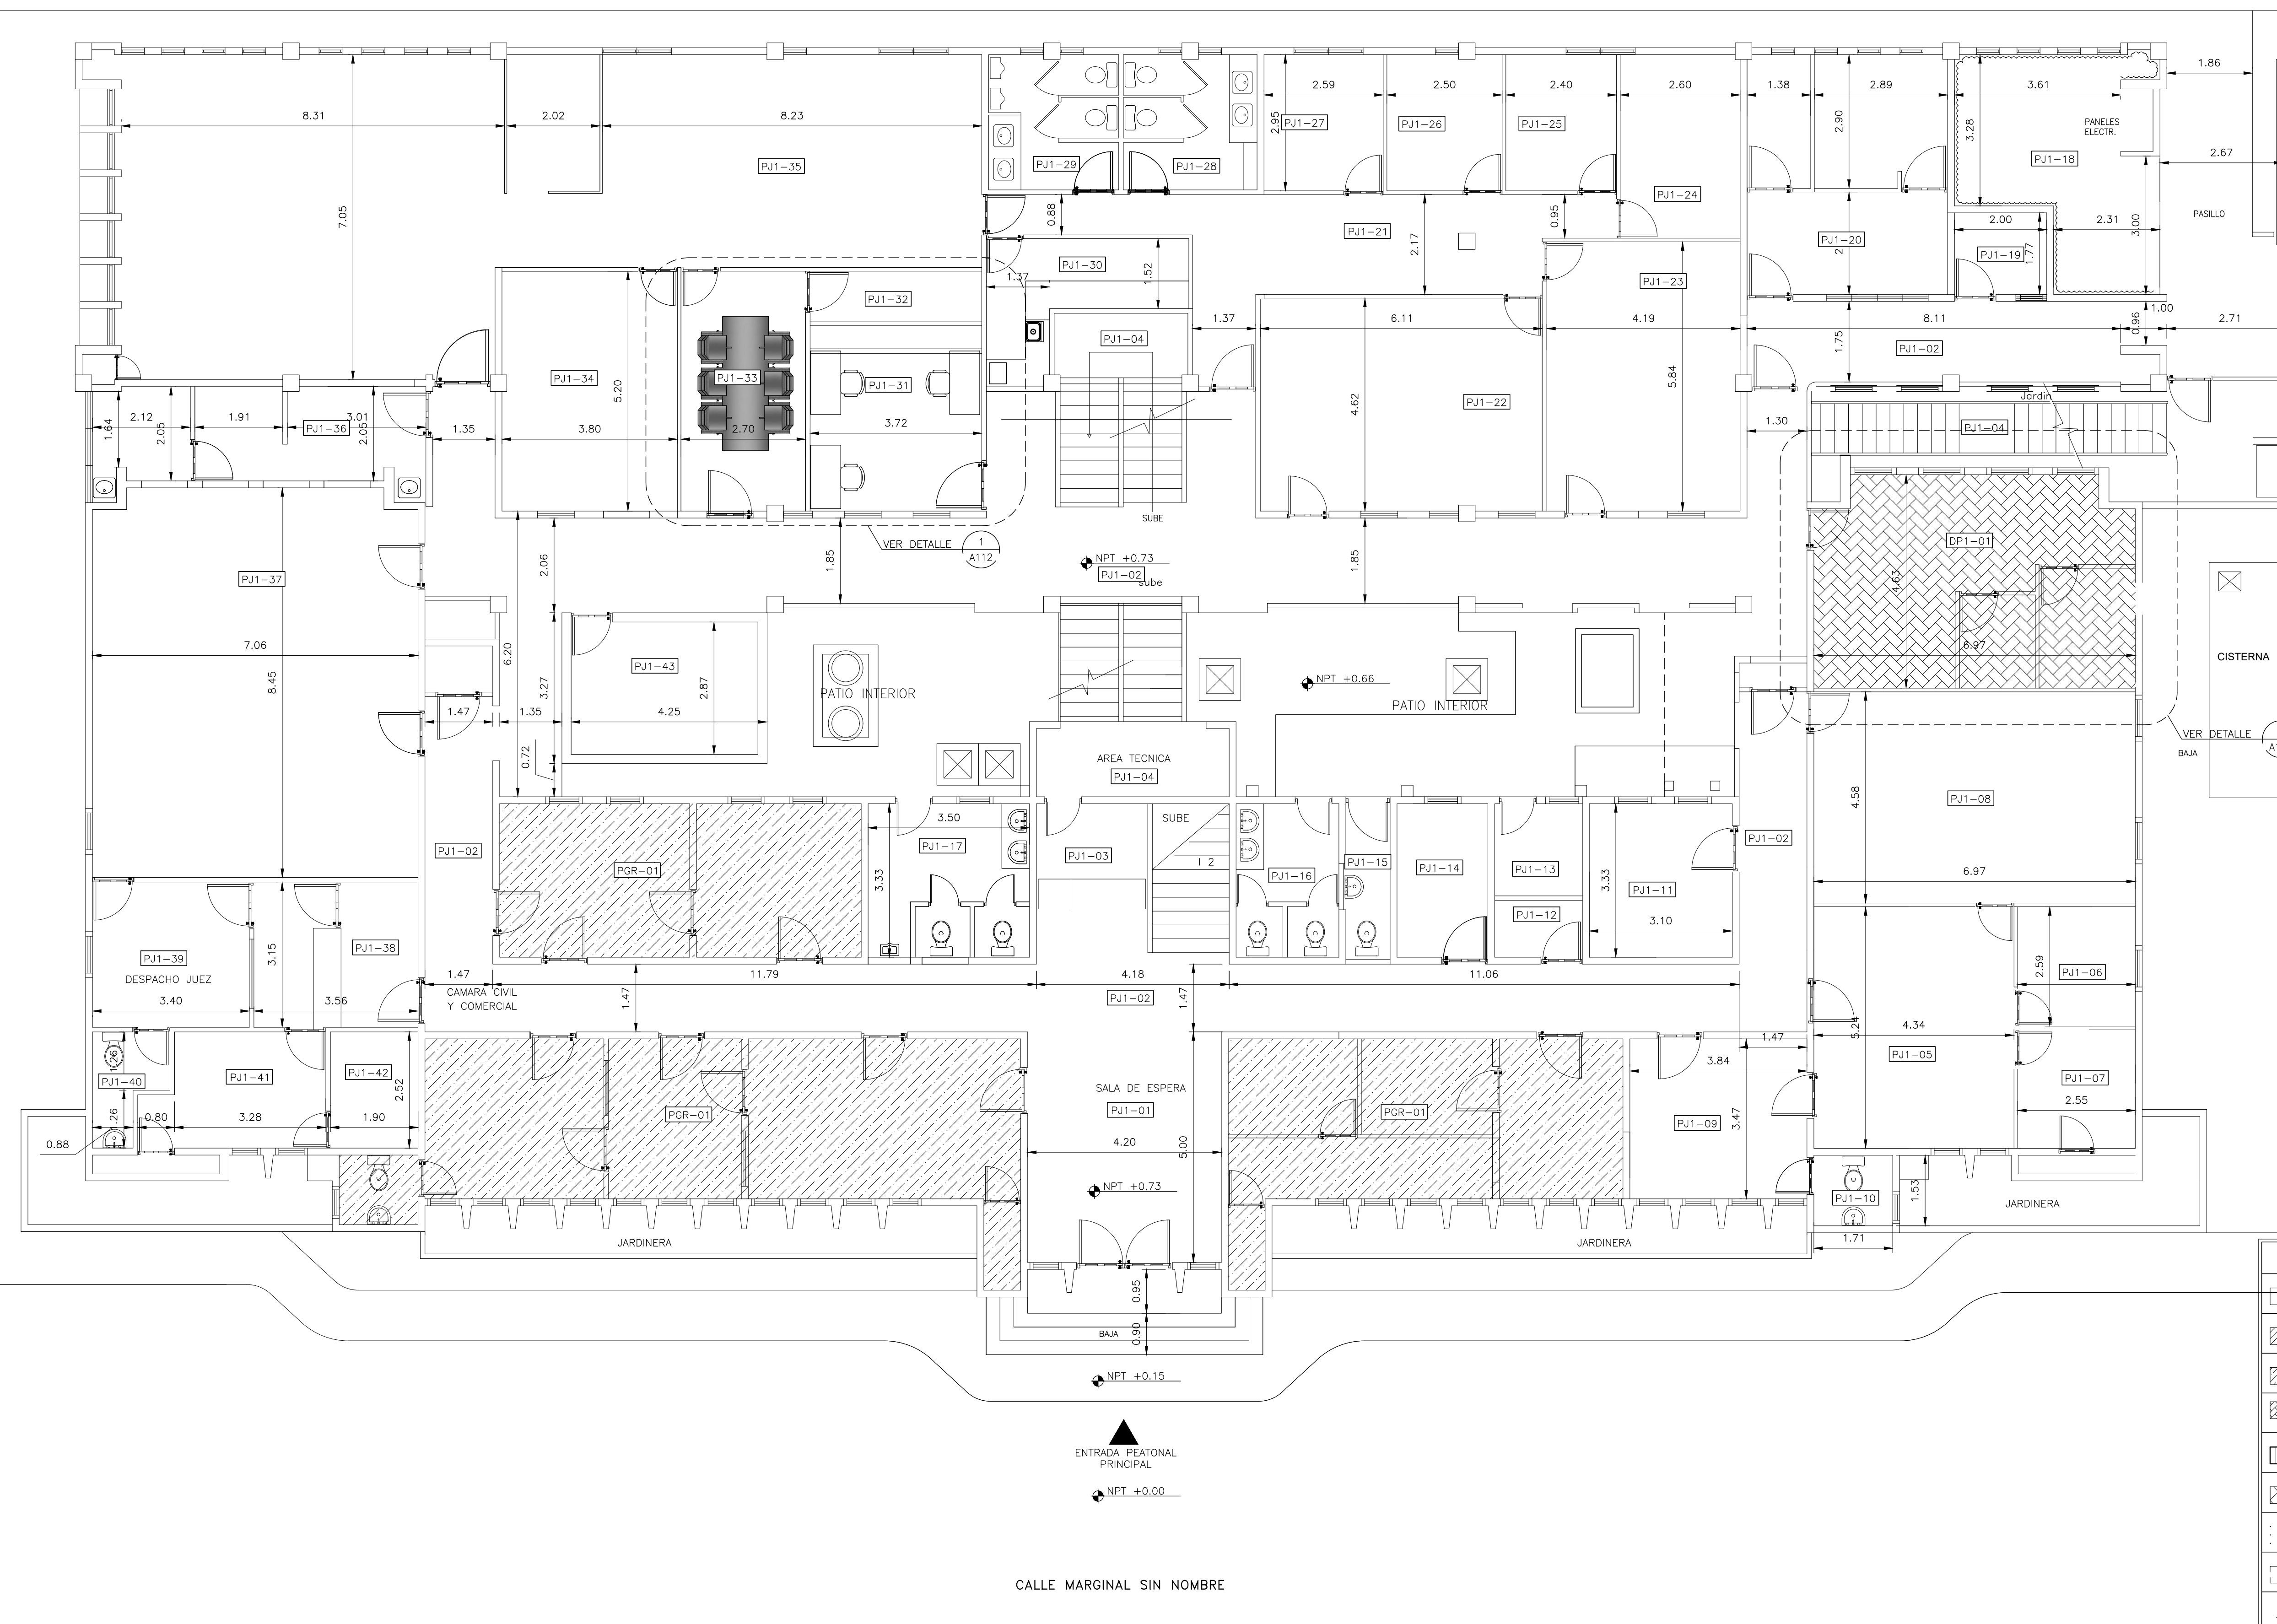 1.86
8.31
2.02
8.23
2.59
2.50
2.40
2.60
1.38
2.89
3.61
2.95
PJ1-27
PJ1-26
PJ1-25
2.90
3.28
PANELES
ELECTR.
PJ1-35
PJ1-29
PJ1-28
PJ1-18
2.67
7.05
0.88
0.95
PJ1-24
PJ1-21
2.17
PJ1-20
2.00
2.31
3.00
PASILLO
PJ1-19
1.77
PJ1-30
1.52
1.37
PJ1-23
PJ1-32
1.37
6.11
4.19
8.11
1.00
0.96
2.71
PJ1-04
1.75
PJ1-02
PJ1-34
5.20
PJ1-33
PJ1-31
5.84
4.62
PJ1-22
Jardin
2.12
1.64
2.05
1.91
3.01
PJ1-36
2.05
1.35
3.80
2.70
3.72
1.30
PJ1-04
SUBE
VER DETALLE
1
A112
2.06
1.85
NPT +0.73
PJ1-02
sube
1.85
DP1-01
4.63
PJ1-37
7.06
8.45
6.20
PJ1-43
3.27
2.87
4.25
PATIO INTERIOR
NPT +0.66
PATIO INTERIOR
6.97
CISTERNA
1.47
1.35
0.72
VER DETALLE
BAJA
AREA TECNICA
PJ1-04
4.58
PJ1-08
PJ1-02
3.50
PJ1-17
SUBE
PJ1-03
1 2
PJ1-02
PGR-01
3.33
PJ1-16
PJ1-15
PJ1-14
PJ1-13
3.33
PJ1-11
6.97
PJ1-12
3.10
PJ1-39
DESPACHO JUEZ
3.15
PJ1-38
3.40
3.56
1.47
CAMARA CIVIL
Y COMERCIAL
11.79
1.47
4.18
PJ1-02
1.47
11.06
2.59
PJ1-06
5.24
4.34
1.47
PJ1-05
1.26
PJ1-40
PJ1-41
PJ1-42
2.52
3.84
PJ1-07
2.55
SALA DE ESPERA
PJ1-01
PGR-01
PGR-01
PJ1-09
3.47
1.26
0.80
3.28
1.90
0.88
4.20
5.00
NPT +0.73
PJ1-10
1.53
JARDINERA
JARDINERA
JARDINERA
1.71
0.95
BAJA
0.90
NPT +0.15
ENTRADA PEATONAL
PRINCIPAL
NPT +0.00
CALLE MARGINAL SIN NOMBRE